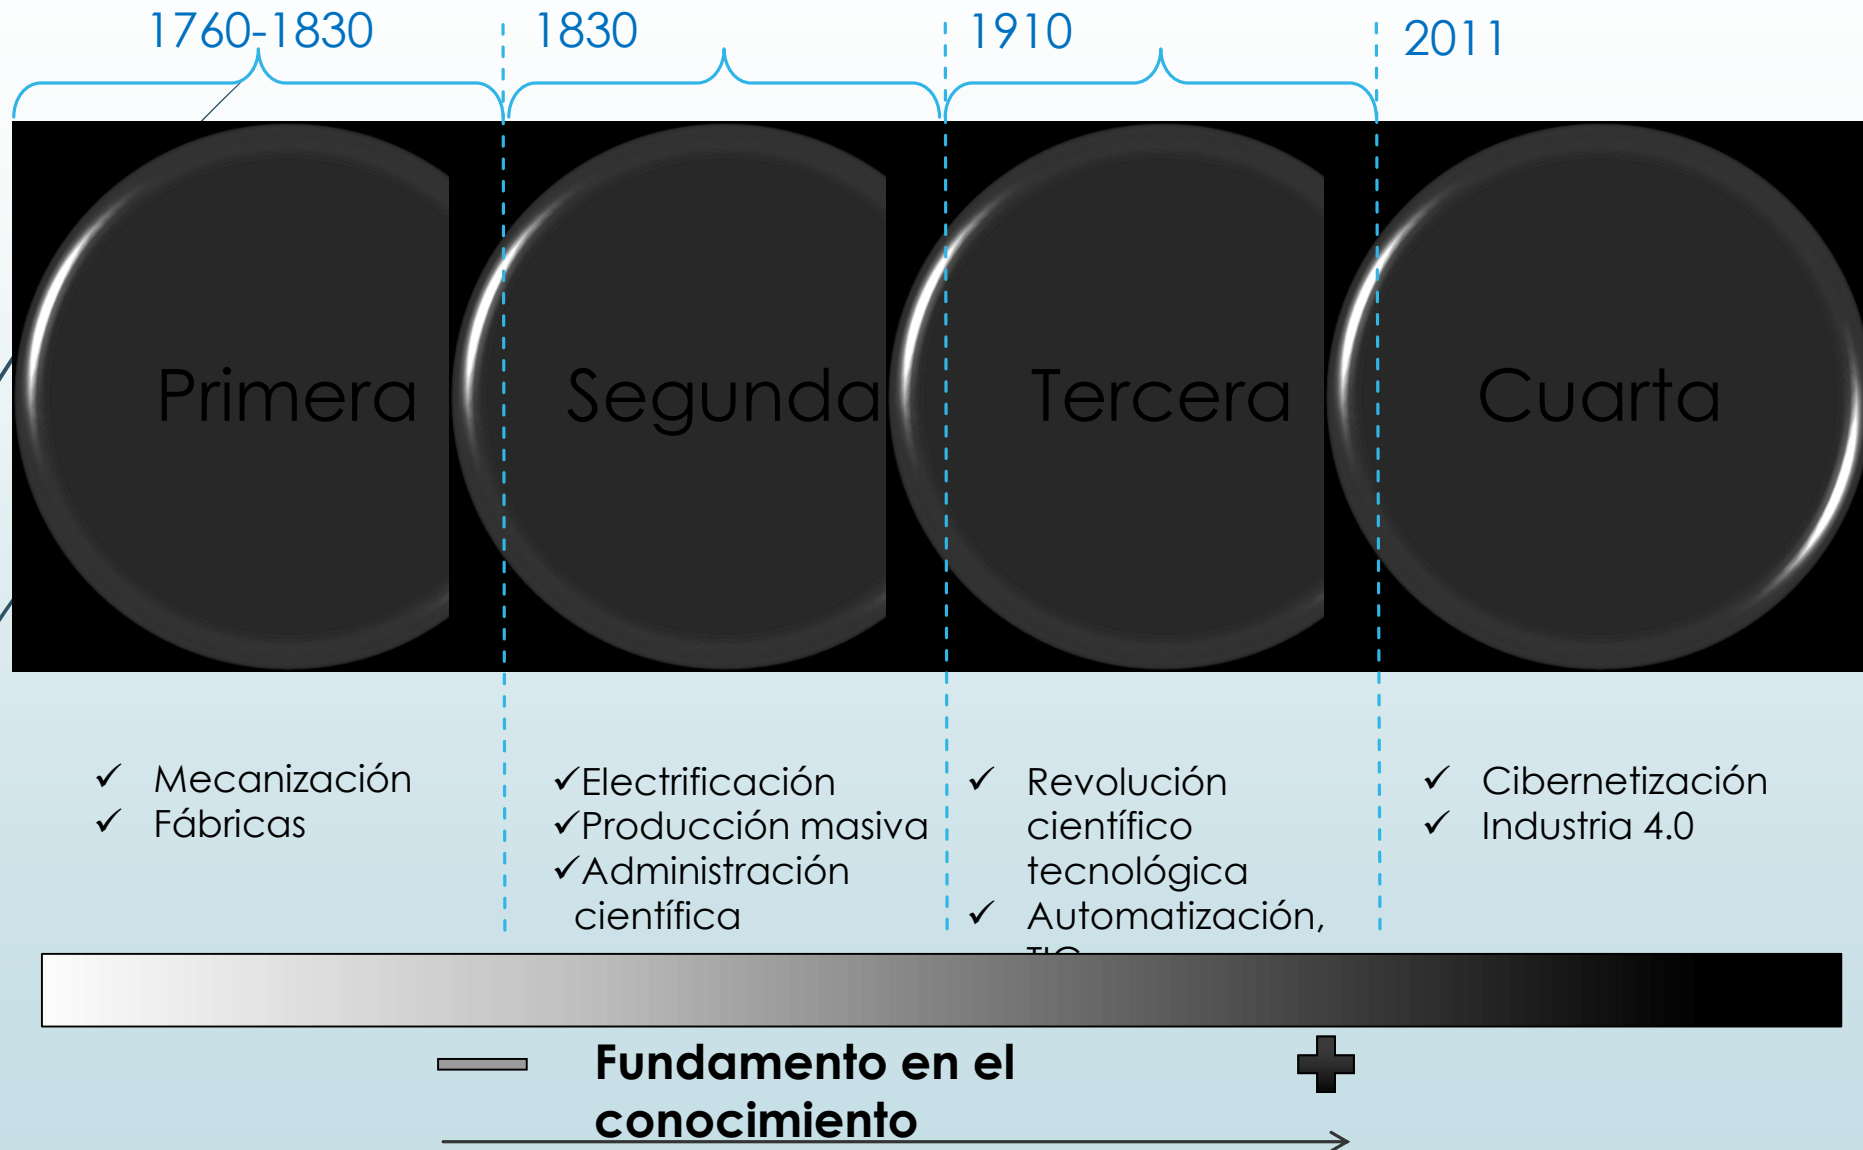 1760-1830
1830
1910
2011
Primera
Segunda
Tercera
Cuarta
✓ Mecanización
✓ Fábricas
✓Electrificación
✓Producción masiva
✓Administración
científica
✓ Revolución
científico
tecnológica
✓ Automatización,
✓ Cibernetización
✓ Industria 4.0
Fundamento en el
conocimiento